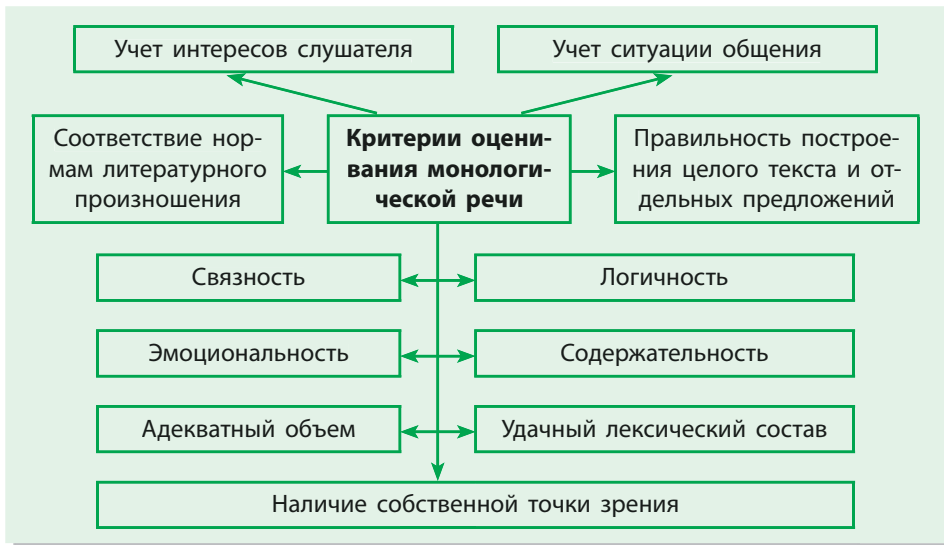 Учет интересов слушателя
Учет ситуации общения
Соответствие нор-
мам литературного
произношения
Критерии оцени-
вания монологи-
ческой речи
Правильность построе-
ния целого текста и от-
дельных предложений
Связность
Логичность
Эмоциональность
Содержательность
Адекватный объем
Удачный лексический состав
Наличие собственной точки зрения